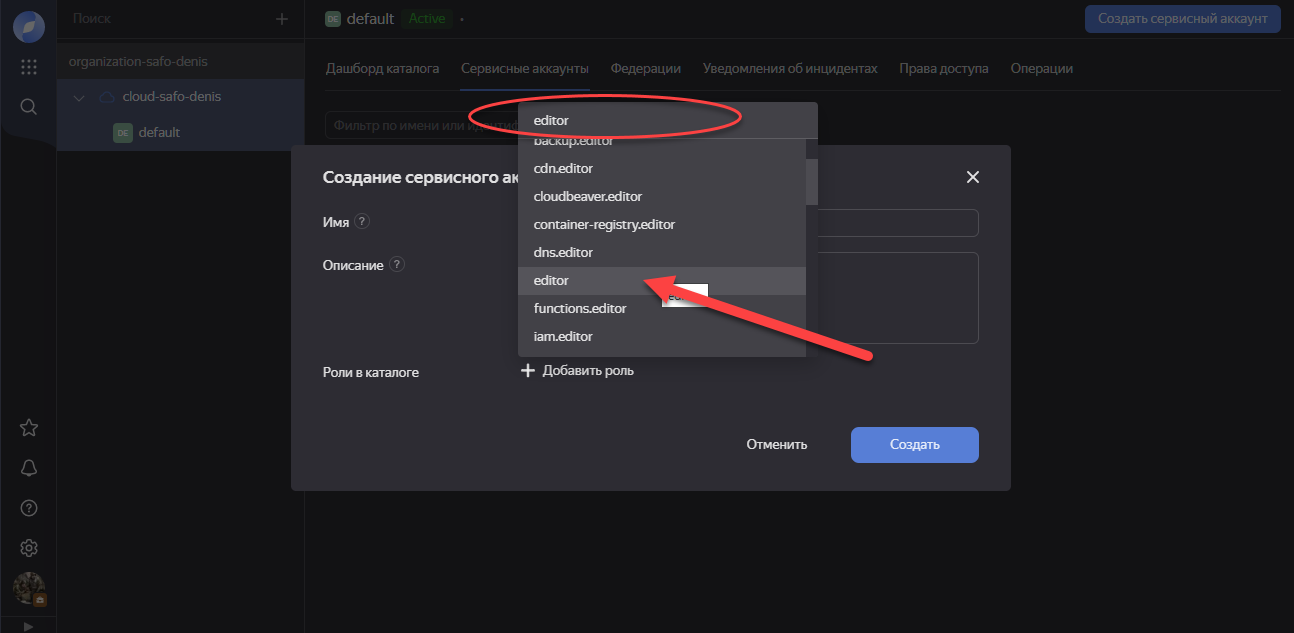 Поиск
DE default Active
Создать сервисный аккаунт
organization-safo-denis
cloud-safo-denis
DE default
Дашборд каталога Сервисные аккаунты Федерации Уведомления об инцидентах Права доступа Операции
Фильтр по имени или
editor
backup.editor
cdn.editor
cloudbeaver.editor
container-registry.editor
dns.editor
editor
functions.editor
iam.editor
Создание сервисного
Имя ?
Описание ?
Роли в каталоге
+ Добавить роль
Отменить
Создать